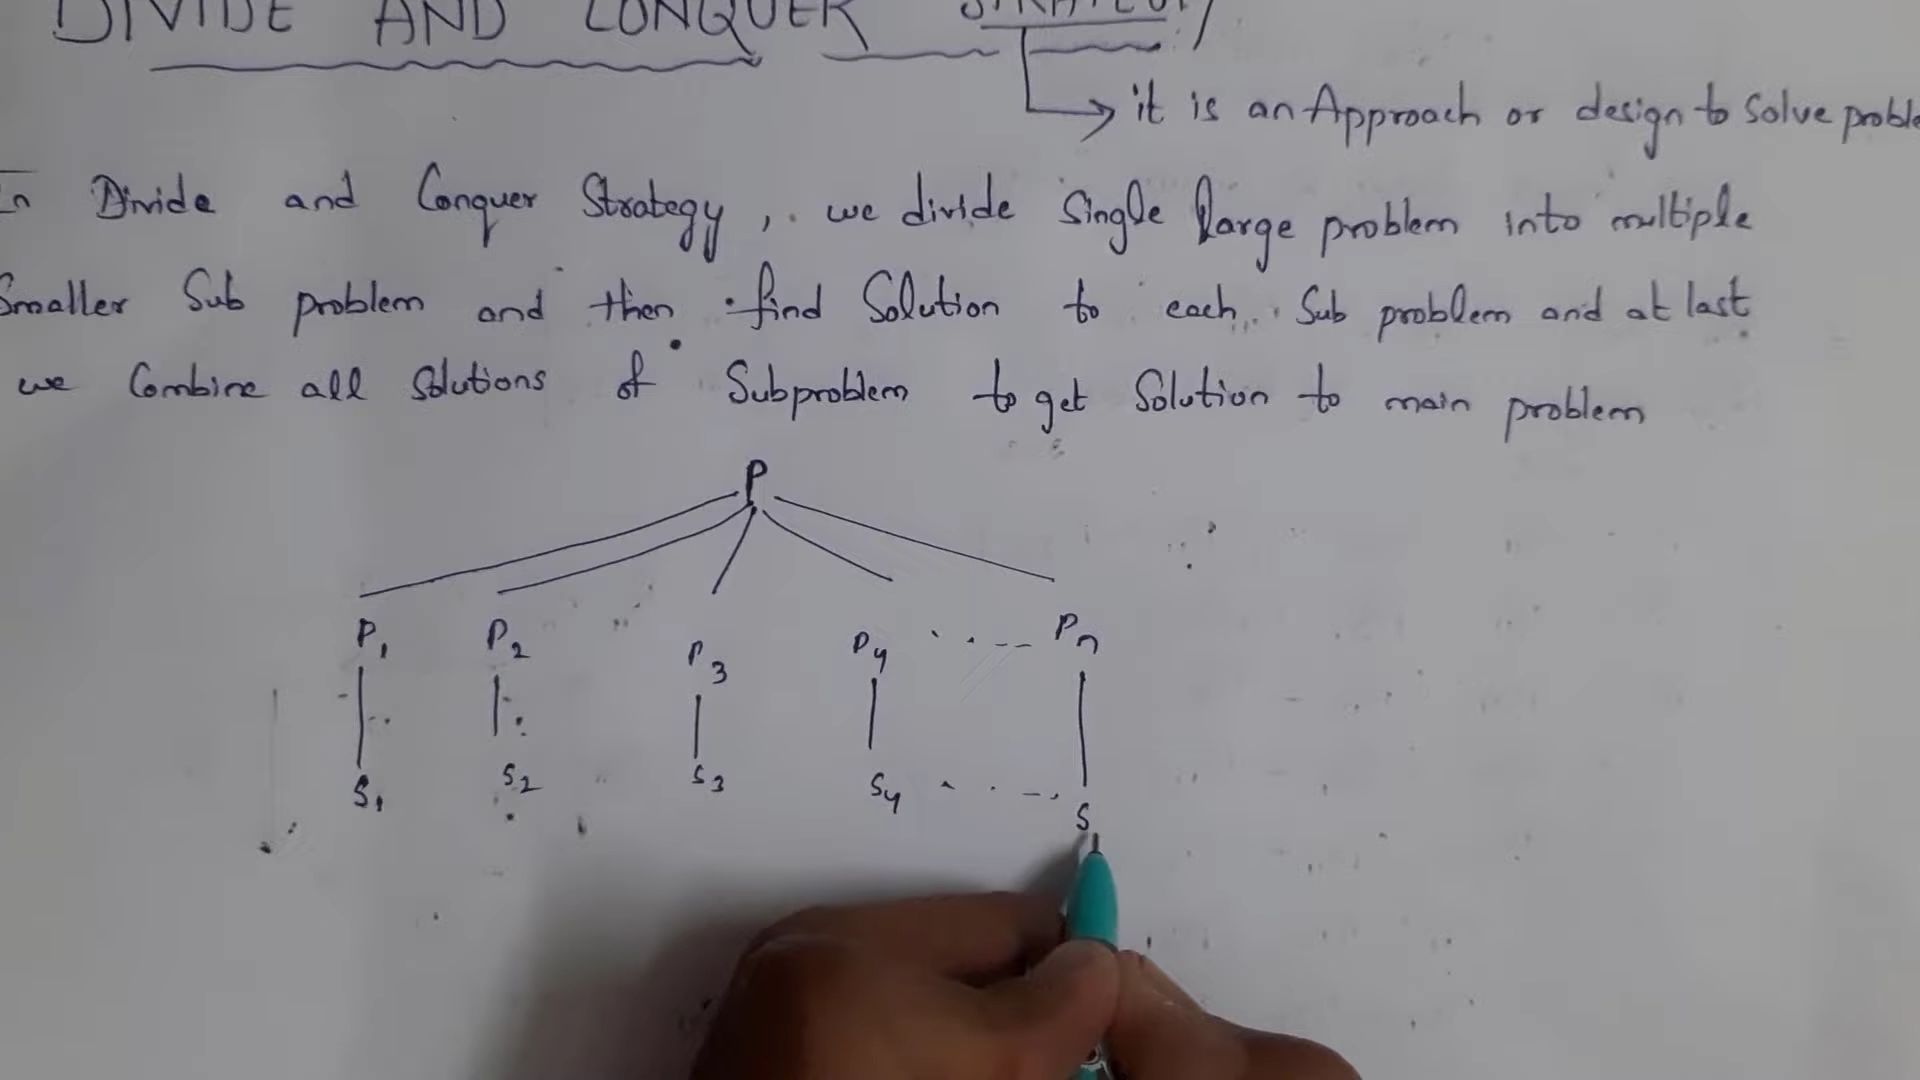 DIVIDE AND CONQUER STRATEGY
it is an Approach or design to Solve proble
In Divide and Conquer Strategy, we divide Single large problem into multiple
Smaller Sub problem and then find Solution to each Sub problem and at last
we Combine all Solutions of Subproblem to get Solution to main problem
P
P1 P2 P3 P4 . . . -- Pn
S1 S2 S3 S4 . . . -- S